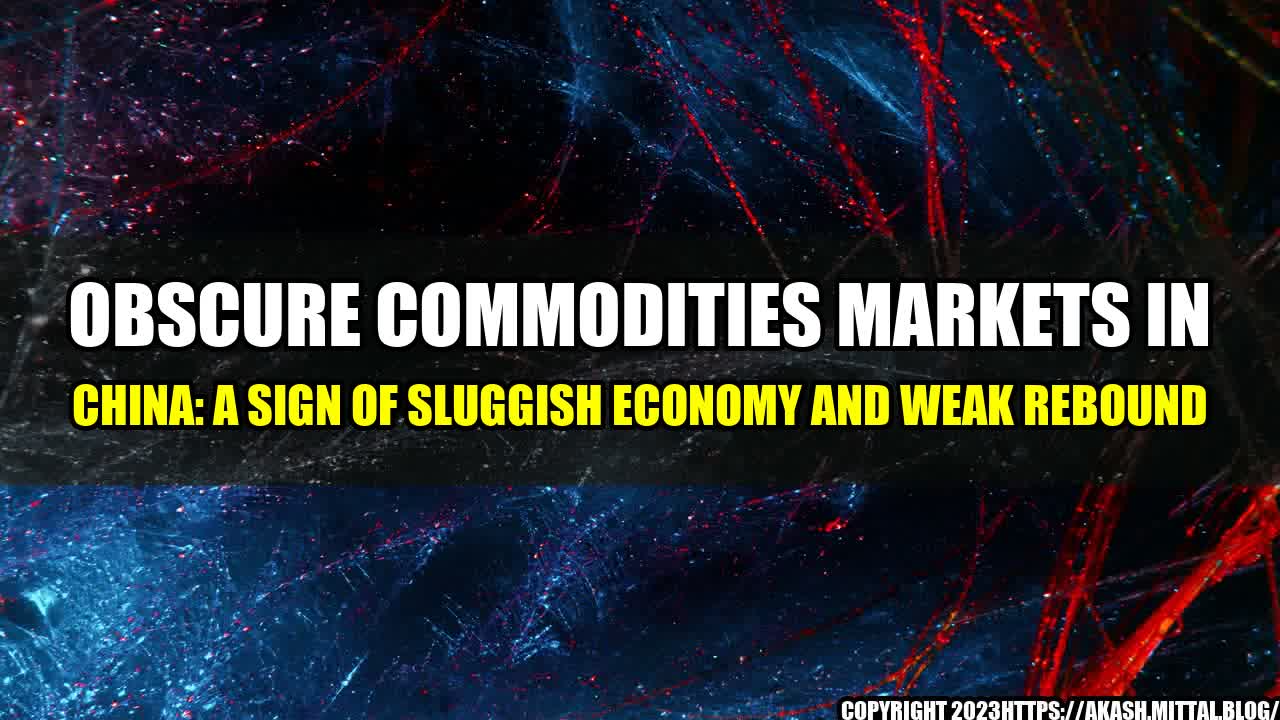 OBSCURE COMMODITIES MARKETS IN
CHINA: A SIGN OF SLUGGISH ECONOMY AND WEAK REBOUND
COPYRIGHT 2023HTTPS://AKASH.MITTAL.BLOG/